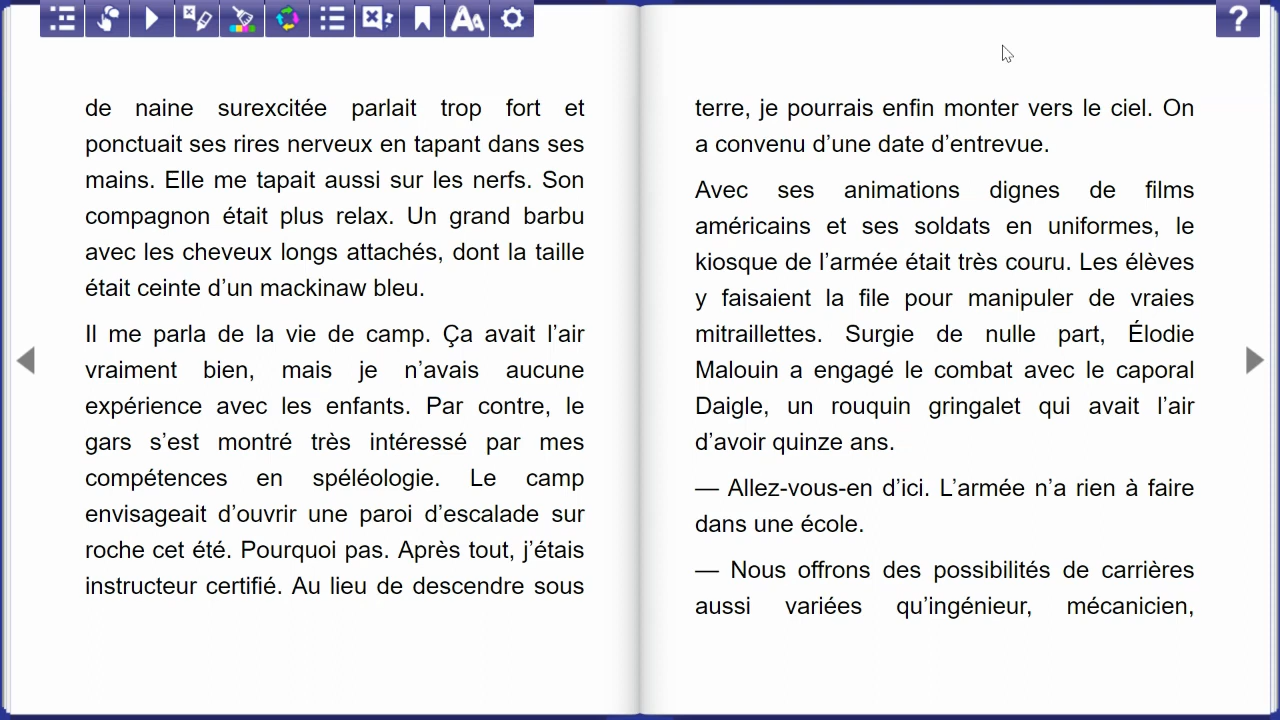 de naine surexcitée parlait trop fort et
ponctuait ses rires nerveux en tapant dans ses
mains. Elle me tapait aussi sur les nerfs. Son
compagnon était plus relax. Un grand barbu
avec les cheveux longs attachés, dont la taille
était ceinte d’un mackinaw bleu.
Il me parla de la vie de camp. Ça avait l’air
vraiment bien, mais je n’avais aucune
expérience avec les enfants. Par contre, le
gars s’est montré très intéressé par mes
compétences en spéléologie. Le camp
envisageait d’ouvrir une paroi d’escalade sur
roche cet été. Pourquoi pas. Après tout, j’étais
instructeur certifié. Au lieu de descendre sous
terre, je pourrais enfin monter vers le ciel. On
a convenu d’une date d’entrevue.
Avec ses animations dignes de films
américains et ses soldats en uniformes, le
kiosque de l’armée était très couru. Les élèves
y faisaient la file pour manipuler de vraies
mitraillettes. Surgie de nulle part, Élodie
Malouin a engagé le combat avec le caporal
Daigle, un rouquin gringalet qui avait l’air
d’avoir quinze ans.
— Allez-vous-en d’ici. L’armée n’a rien à faire
dans une école.
— Nous offrons des possibilités de carrières
aussi variées qu’ingénieur, mécanicien,